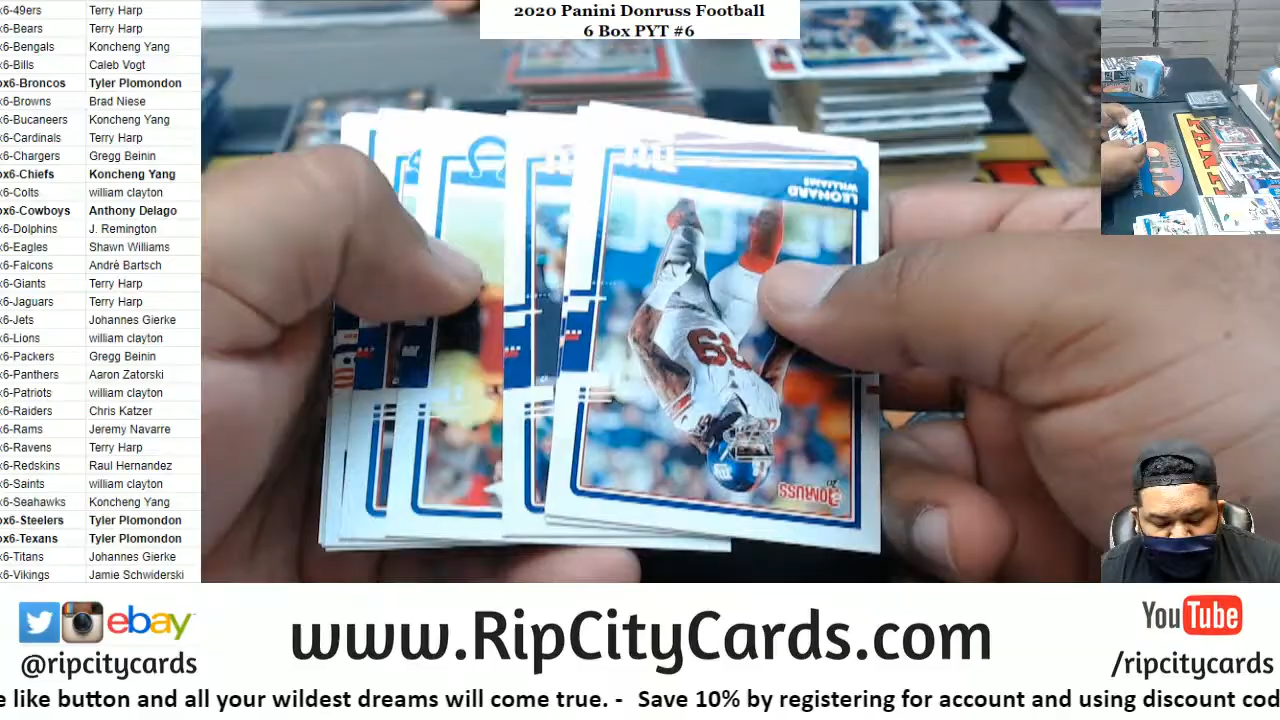 2020 Panini Donruss Football
6 Box PYT #6
x6-49ers Terry Harp
x6-Bears Terry Harp
x6-Bengals Koncheng Yang
x6-Bills Caleb Vogt
ox6-Broncos Tyler Plomondon
x6-Browns Brad Niese
x6-Bucaneers Koncheng Yang
x6-Cardinals Terry Harp
x6-Chargers Gregg Beinin
ox6-Chiefs Koncheng Yang
x6-Colts william clayton
ox6-Cowboys Anthony Delago
x6-Dolphins J. Remington
x6-Eagles Shawn Williams
x6-Falcons André Bartsch
x6-Giants Terry Harp
x6-Jaguars Terry Harp
x6-Jets Johannes Gierke
x6-Lions william clayton
x6-Packers Gregg Beinin
x6-Panthers Aaron Zatorski
x6-Patriots william clayton
x6-Raiders Chris Katzer
x6-Rams Jeremy Navarre
x6-Ravens Terry Harp
x6-Redskins Raul Hernandez
x6-Saints william clayton
x6-Seahawks Koncheng Yang
ox6-Steelers Tyler Plomondon
ox6-Texans Tyler Plomondon
x6-Titans Johannes Gierke
x6-Vikings Jamie Schwiderski
LEONARD
WILLIAMS
99
DONRUSS
ebay
@ripcitycards
www.RipCityCards.com
YouTube
/ripcitycards
e like button and all your wildest dreams will come true. - Save 10% by registering for account and using discount cod